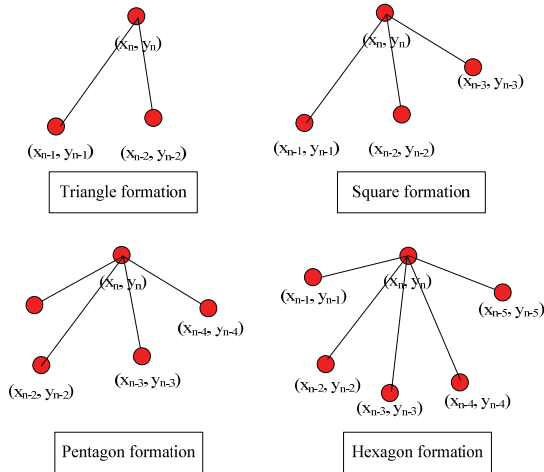 (xn, yn)
(xn-1, yn-1)
(xn-2, yn-2)
Triangle formation
(xn, yn)
(xn-3, yn-3)
(xn-1, yn-1)
(xn-2, yn-2)
Square formation
(xn, yn)
(xn-4, yn-4)
(xn-3, yn-3)
(xn-2, yn-2)
Pentagon formation
(xn, yn)
(xn-1, yn-1)
(xn-5, yn-5)
(xn-2, yn-2)
(xn-4, yn-4)
(xn-3, yn-3)
Hexagon formation